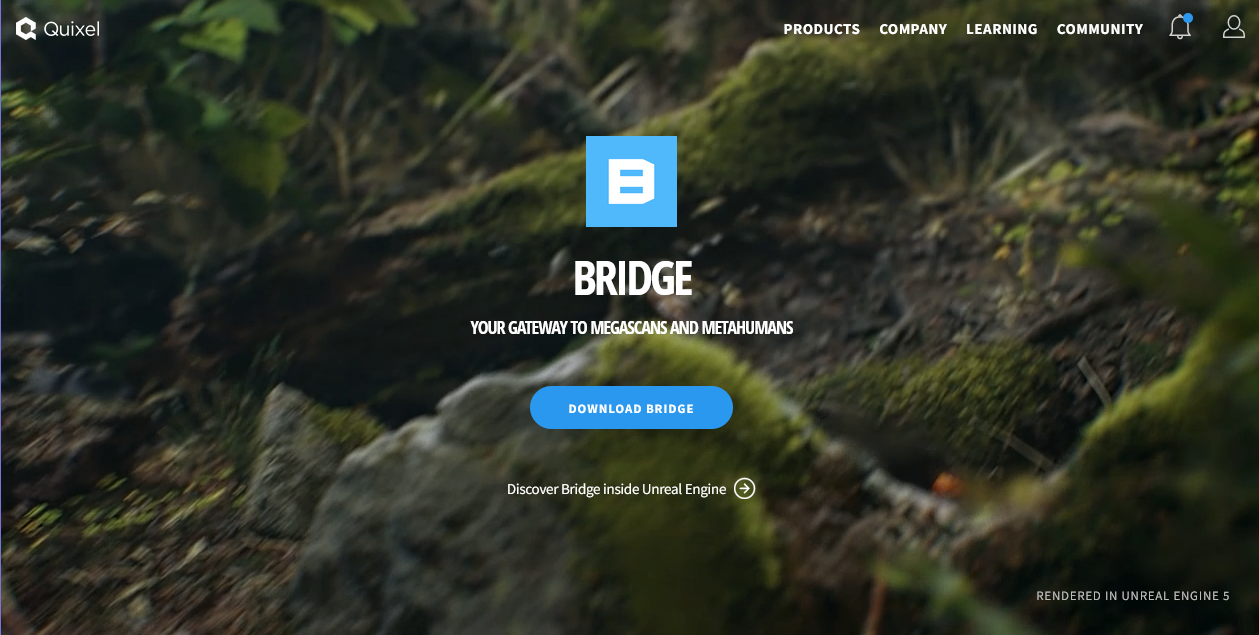 Quixel
PRODUCTS COMPANY LEARNING COMMUNITY
B
BRIDGE
YOUR GATEWAY TO MEGASCANS AND METAHUMANS
DOWNLOAD BRIDGE
Discover Bridge inside Unreal Engine
RENDERED IN UNREAL ENGINE 5